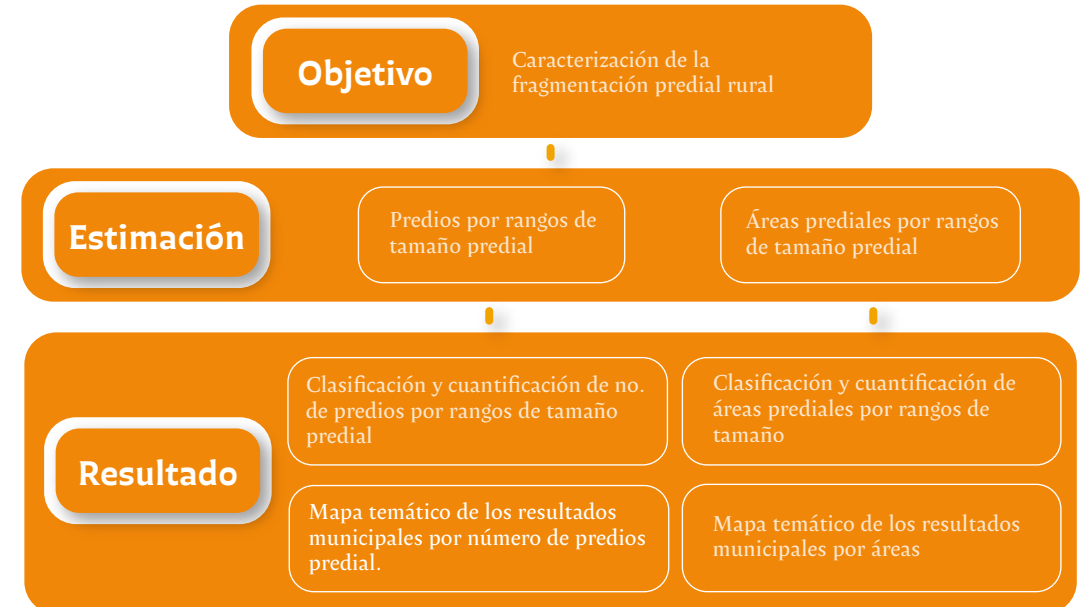 Objetivo
Caracterización de la
fragmentación predial rural
Estimación
Predios por rangos de
tamaño predial
Áreas prediales por rangos
de tamaño predial
Resultado
Clasificación y cuantificación de no.
de predios por rangos de tamaño
predial
Clasificación y cuantificación de
áreas prediales por rangos de
tamaño
Mapa temático de los resultados
municipales por número de predios
predial.
Mapa temático de los resultados
municipales por áreas